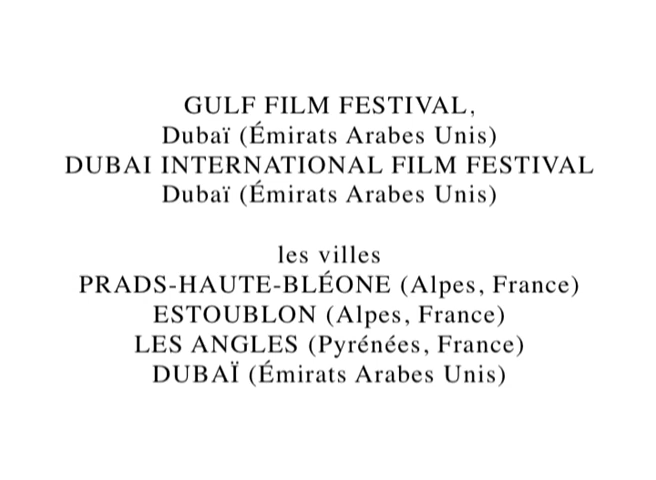 GULF FILM FESTIVAL,
Dubaï (Émirats Arabes Unis)
DUBAI INTERNATIONAL FILM FESTIVAL
Dubaï (Émirats Arabes Unis)
les villes
PRADS-HAUTE-BLÉONE (Alpes, France)
ESTOUBLON (Alpes, France)
LES ANGLES (Pyrénées, France)
DUBAÏ (Émirats Arabes Unis)